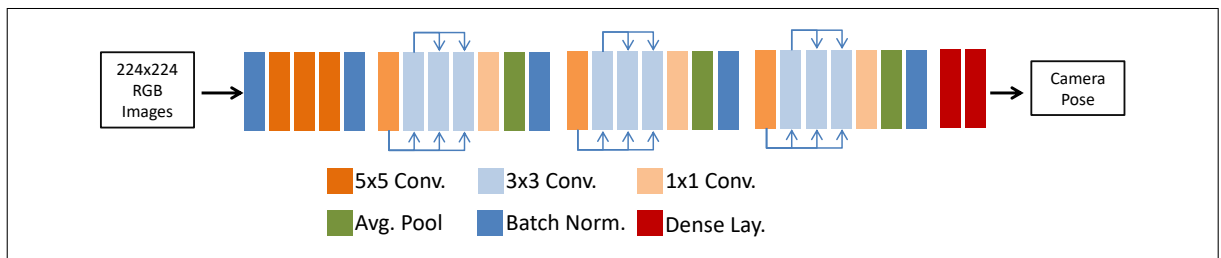 224x224
RGB
Images
Camera
Pose
5x5 Conv.
3x3 Conv.
1x1 Conv.
Avg. Pool
Batch Norm.
Dense Lay.